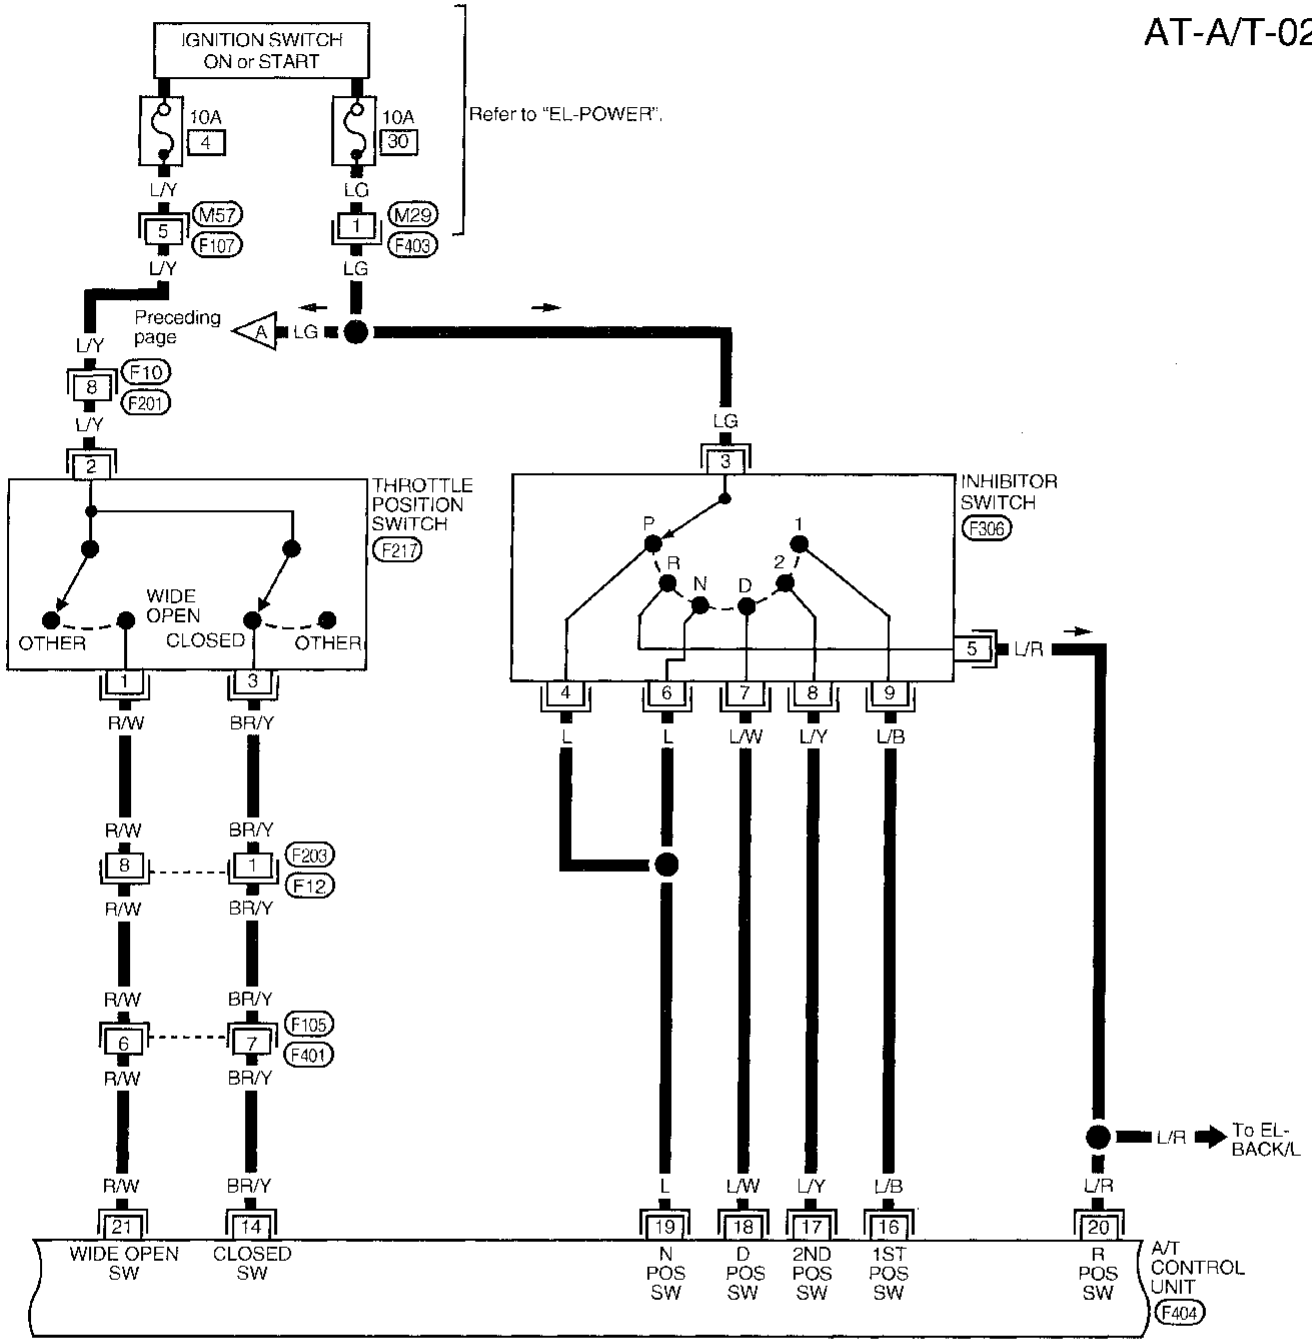 AT-A/T-02
IGNITION SWITCH
ON or START
10A
4
10A
30
Refer to "EL-POWER".
L/Y
LG
5
M57
F107
1
M29
F403
L/Y
LG
Preceding
page
A
LG
L/Y
8
F10
F201
L/Y
LG
2
3
THROTTLE
POSITION
SWITCH
F217
INHIBITOR
SWITCH
F306
P
R
N
D
2
1
WIDE
OPEN
OTHER
CLOSED
OTHER
5
L/R
1
3
4
6
7
8
9
R/W
BR/Y
L
L
L/W
L/Y
L/B
R/W
BR/Y
8
1
F203
F12
R/W
BR/Y
R/W
BR/Y
6
7
F105
F401
R/W
BR/Y
L/R
To EL-
BACK/L
R/W
BR/Y
L
L/W
L/Y
L/B
L/R
21
14
19
18
17
16
20
WIDE OPEN
SW
CLOSED
SW
N
POS
SW
D
POS
SW
2ND
POS
SW
1ST
POS
SW
R
POS
SW
A/T
CONTROL
UNIT
F404